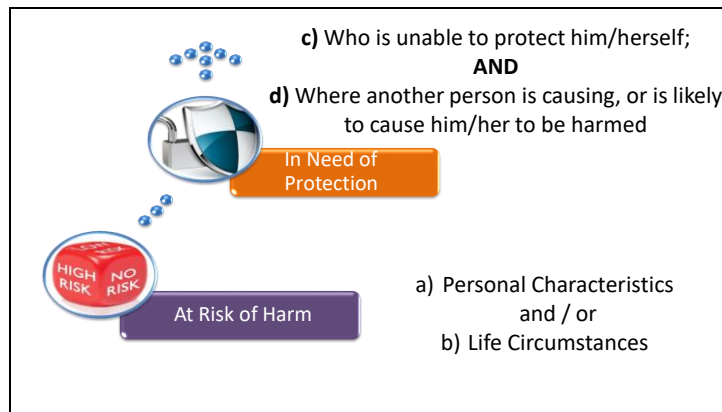 c) Who is unable to protect him/herself;
AND
d) Where another person is causing, or is likely
to cause him/her to be harmed
In Need of
Protection
LOW
RISK
HIGH
RISK
NO
RISK
At Risk of Harm
a) Personal Characteristics
and / or
b) Life Circumstances